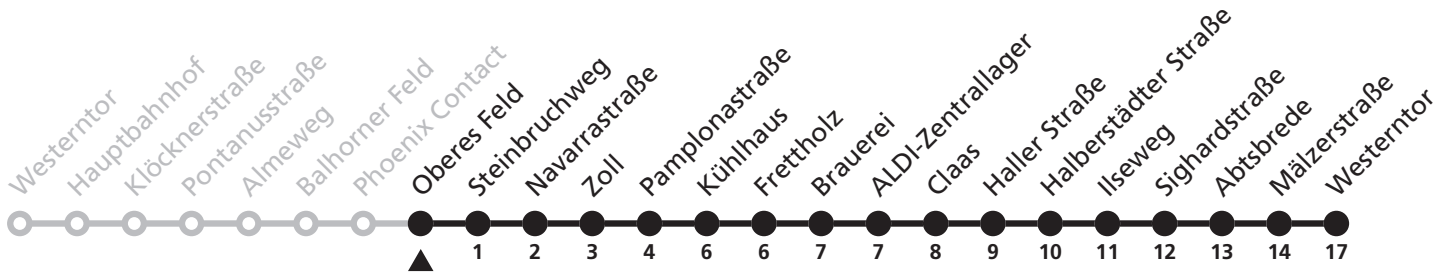 Westerntor
Hauptbahnhof
Klöcknerstraße
Pontanusstraße
Almeweg
Balhorner Feld
Phoenix Contact
Oberes Feld
Steinbruchweg
Navarrastraße
Zoll
Pamplonastraße
Kühlhaus
Frettholz
Brauerei
ALDI-Zentrallager
Claas
Haller Straße
Halberstädter Straße
Ilseweg
Sighardstraße
Abtsbrede
Mälzerstraße
Westerntor
1 2 3 4 6 6 7 7 8 9 10 11 12 13 14 17